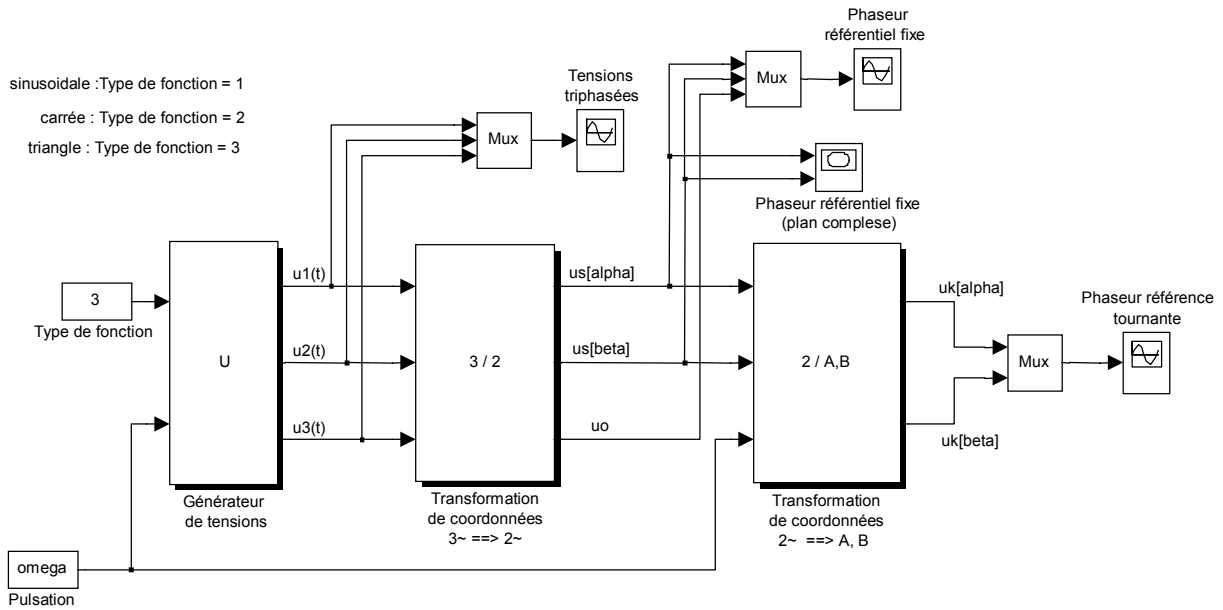 Phaseur
référentiel fixe
sinusoidale :Type de fonction = 1
carrée : Type de fonction = 2
triangle : Type de fonction = 3
Tensions
triphasées
Mux
Mux
Phaseur référentiel fixe
(plan complese)
u1(t)
us[alpha]
uk[alpha]
3
Type de fonction
Phaseur référence
tournante
U
u2(t)
3 / 2
us[beta]
2 / A,B
Mux
u3(t)
uo
uk[beta]
Générateur
de tensions
Transformation
de coordonnées
3~ ==> 2~
Transformation
de coordonnées
2~ ==> A, B
omega
Pulsation